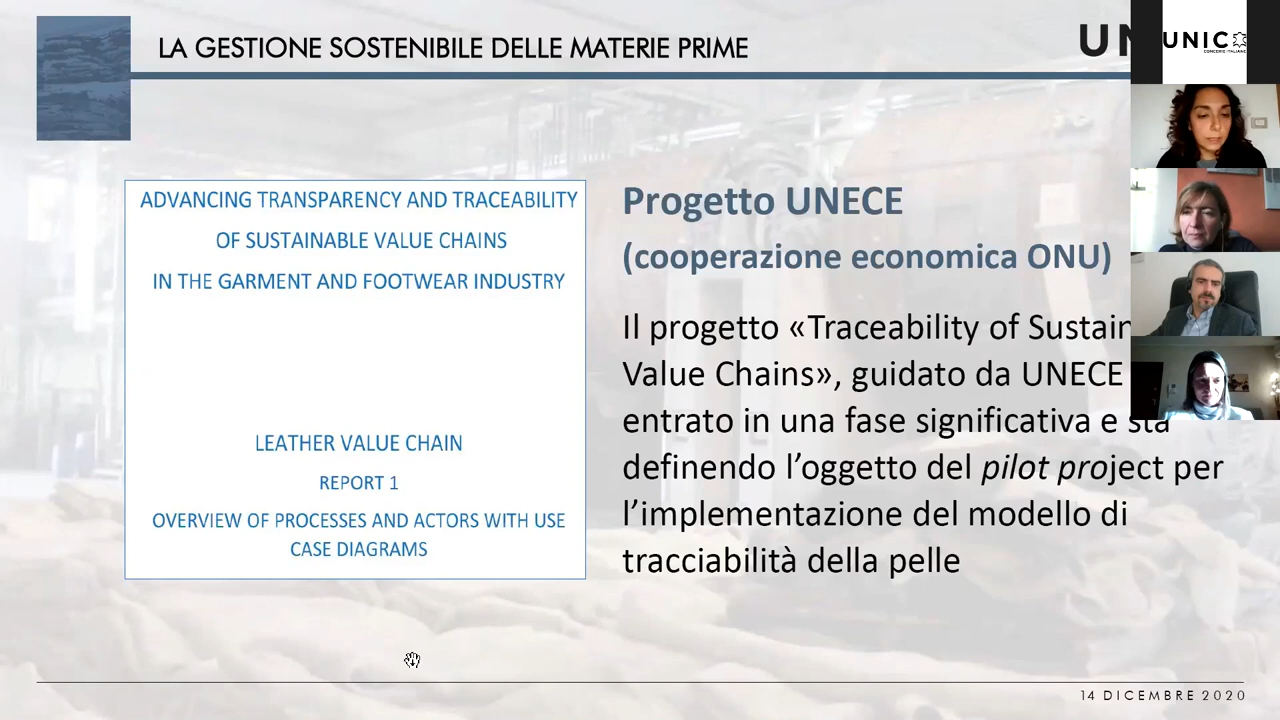 LA GESTIONE SOSTENIBILE DELLE MATERIE PRIME
UNIC
CONCERIE ITALIANE
ADVANCING TRANSPARENCY AND TRACEABILITY
OF SUSTAINABLE VALUE CHAINS
IN THE GARMENT AND FOOTWEAR INDUSTRY
LEATHER VALUE CHAIN
REPORT 1
OVERVIEW OF PROCESSES AND ACTORS WITH USE
CASE DIAGRAMS
Progetto UNECE
(cooperazione economica ONU)
Il progetto «Traceability of
Value Chains», guidato da UNECE
entrato in una fase significativa e sta
definendo l’oggetto del pilot project per
l’implementazione del modello di
tracciabilità della pelle
14 DICEMBRE 2020